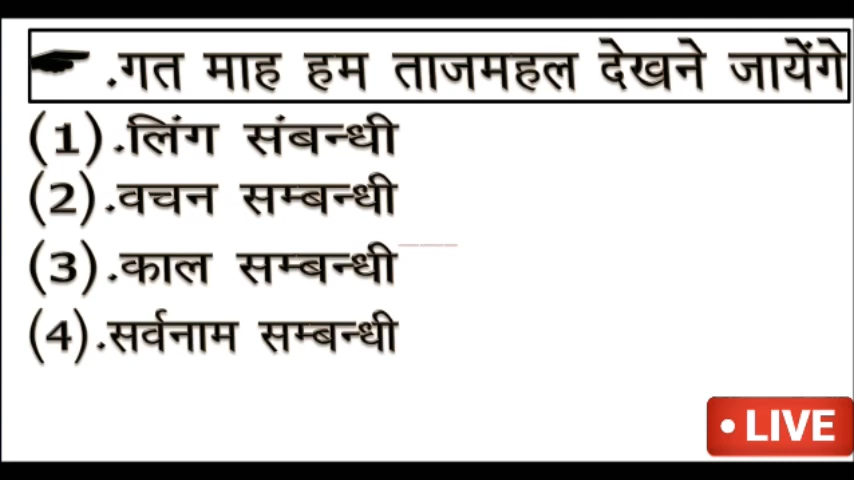 ☛ .गत माह हम ताजमहल देखने जायेंगे
(1).लिंग संबन्धी
(2).वचन सम्बन्धी
(3).काल सम्बन्धी
(4).सर्वनाम सम्बन्धी
• LIVE